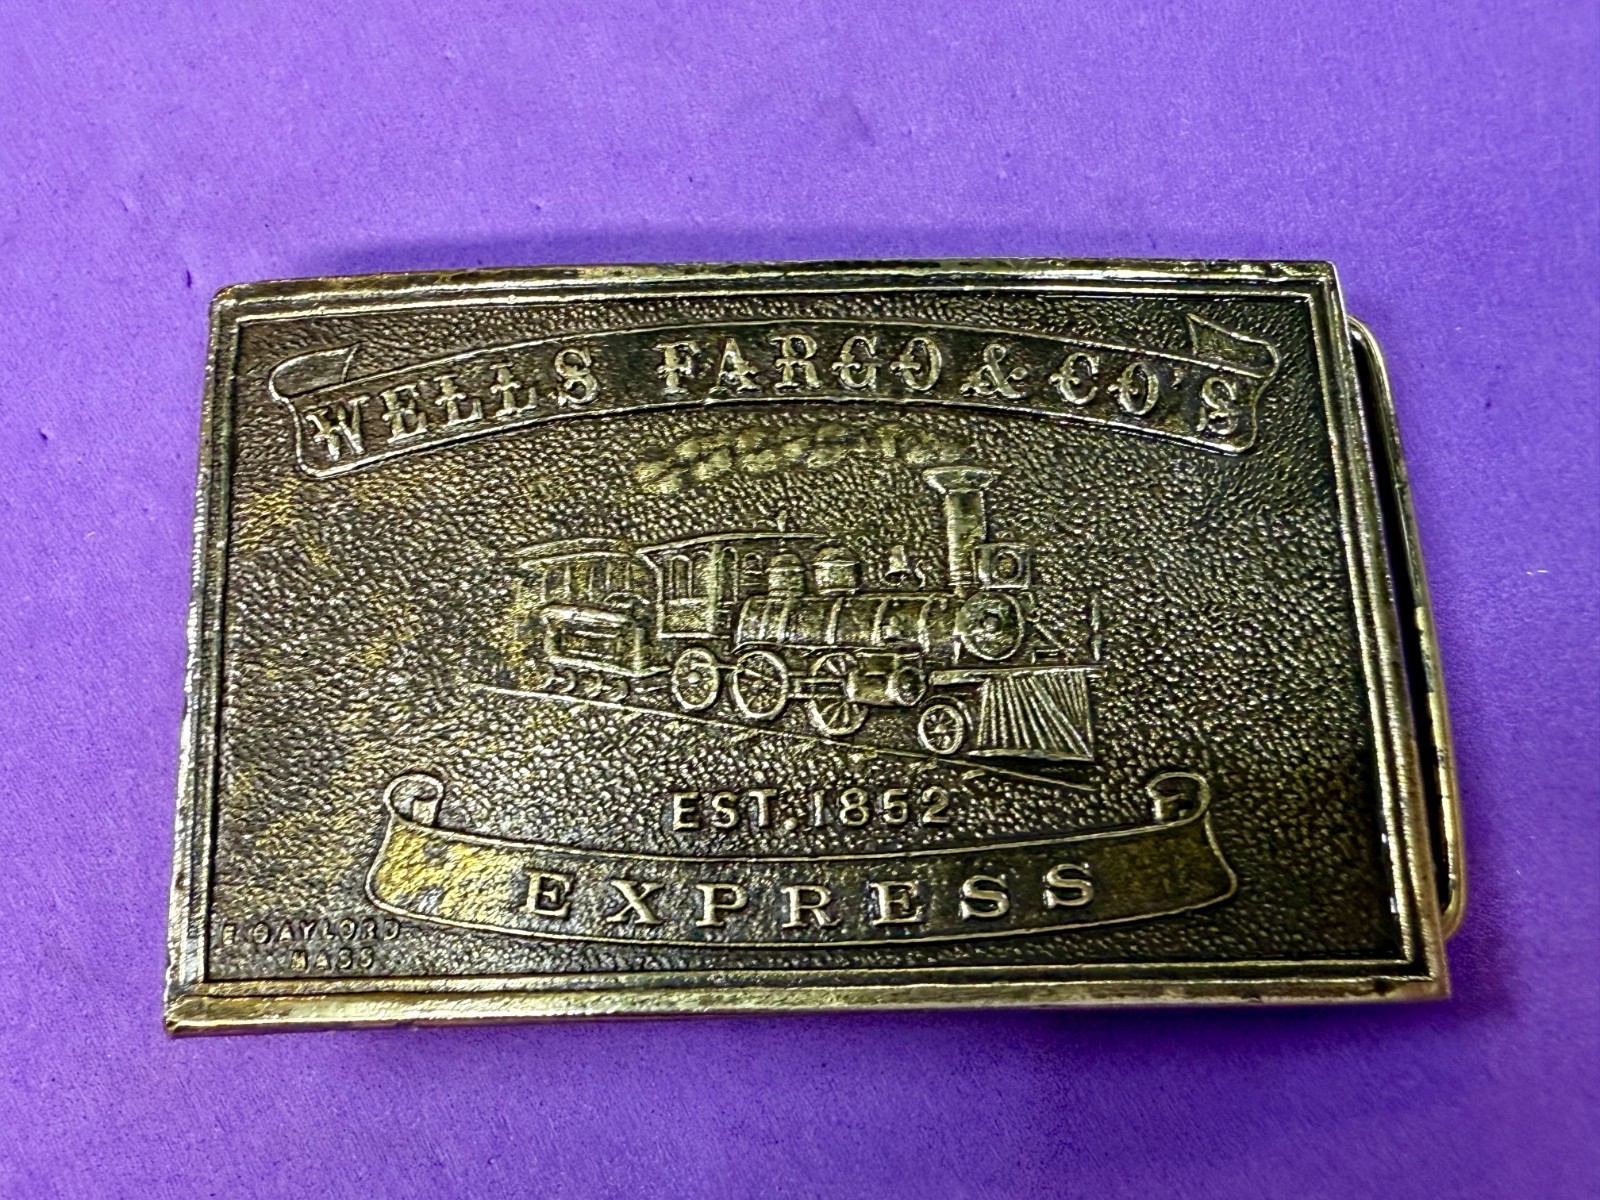 WELLS FARGO & CO'S
EST. 1852
EXPRESS
E. GAYLORD
MASS